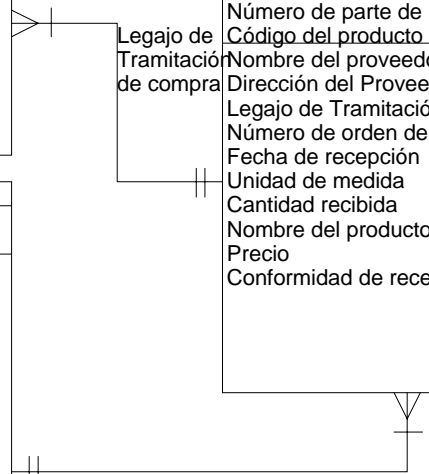 Legajo de
Tramitación
de compra
Número de parte de
Código del producto
Nombre del proveedo
Dirección del Provee
Legajo de Tramitació
Número de orden de
Fecha de recepción
Unidad de medida
Cantidad recibida
Nombre del producto
Precio
Conformidad de rece